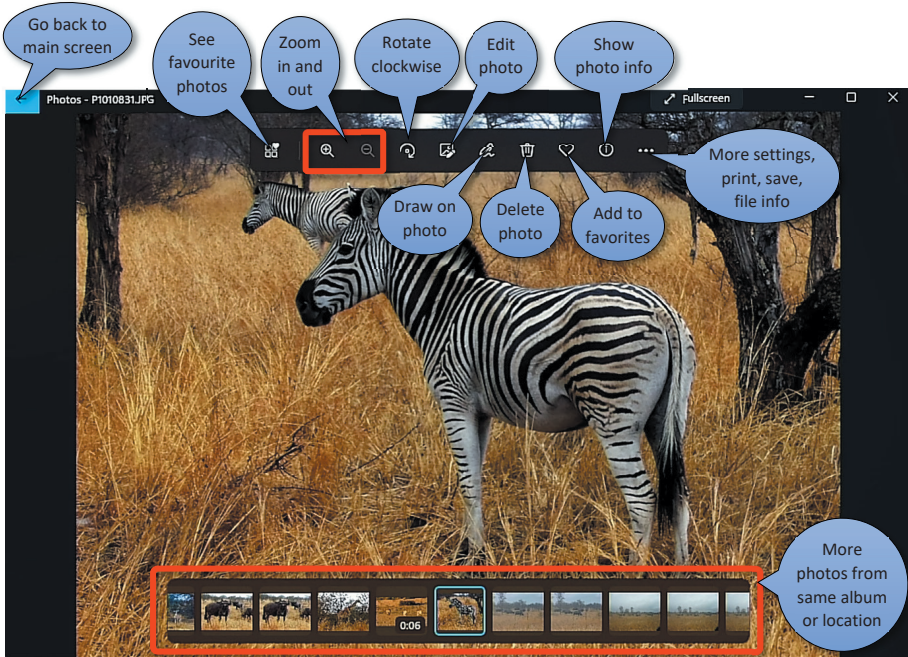 Go back to
main screen
See
favourite
photos
Zoom
in and
out
Rotate
clockwise
Edit
photo
Show
photo info
Photos - P1010831.JPG
Fullscreen
More settings,
print, save,
file info
Draw on
photo
Delete
photo
Add to
favorites
More
photos from
same album
or location
0:06